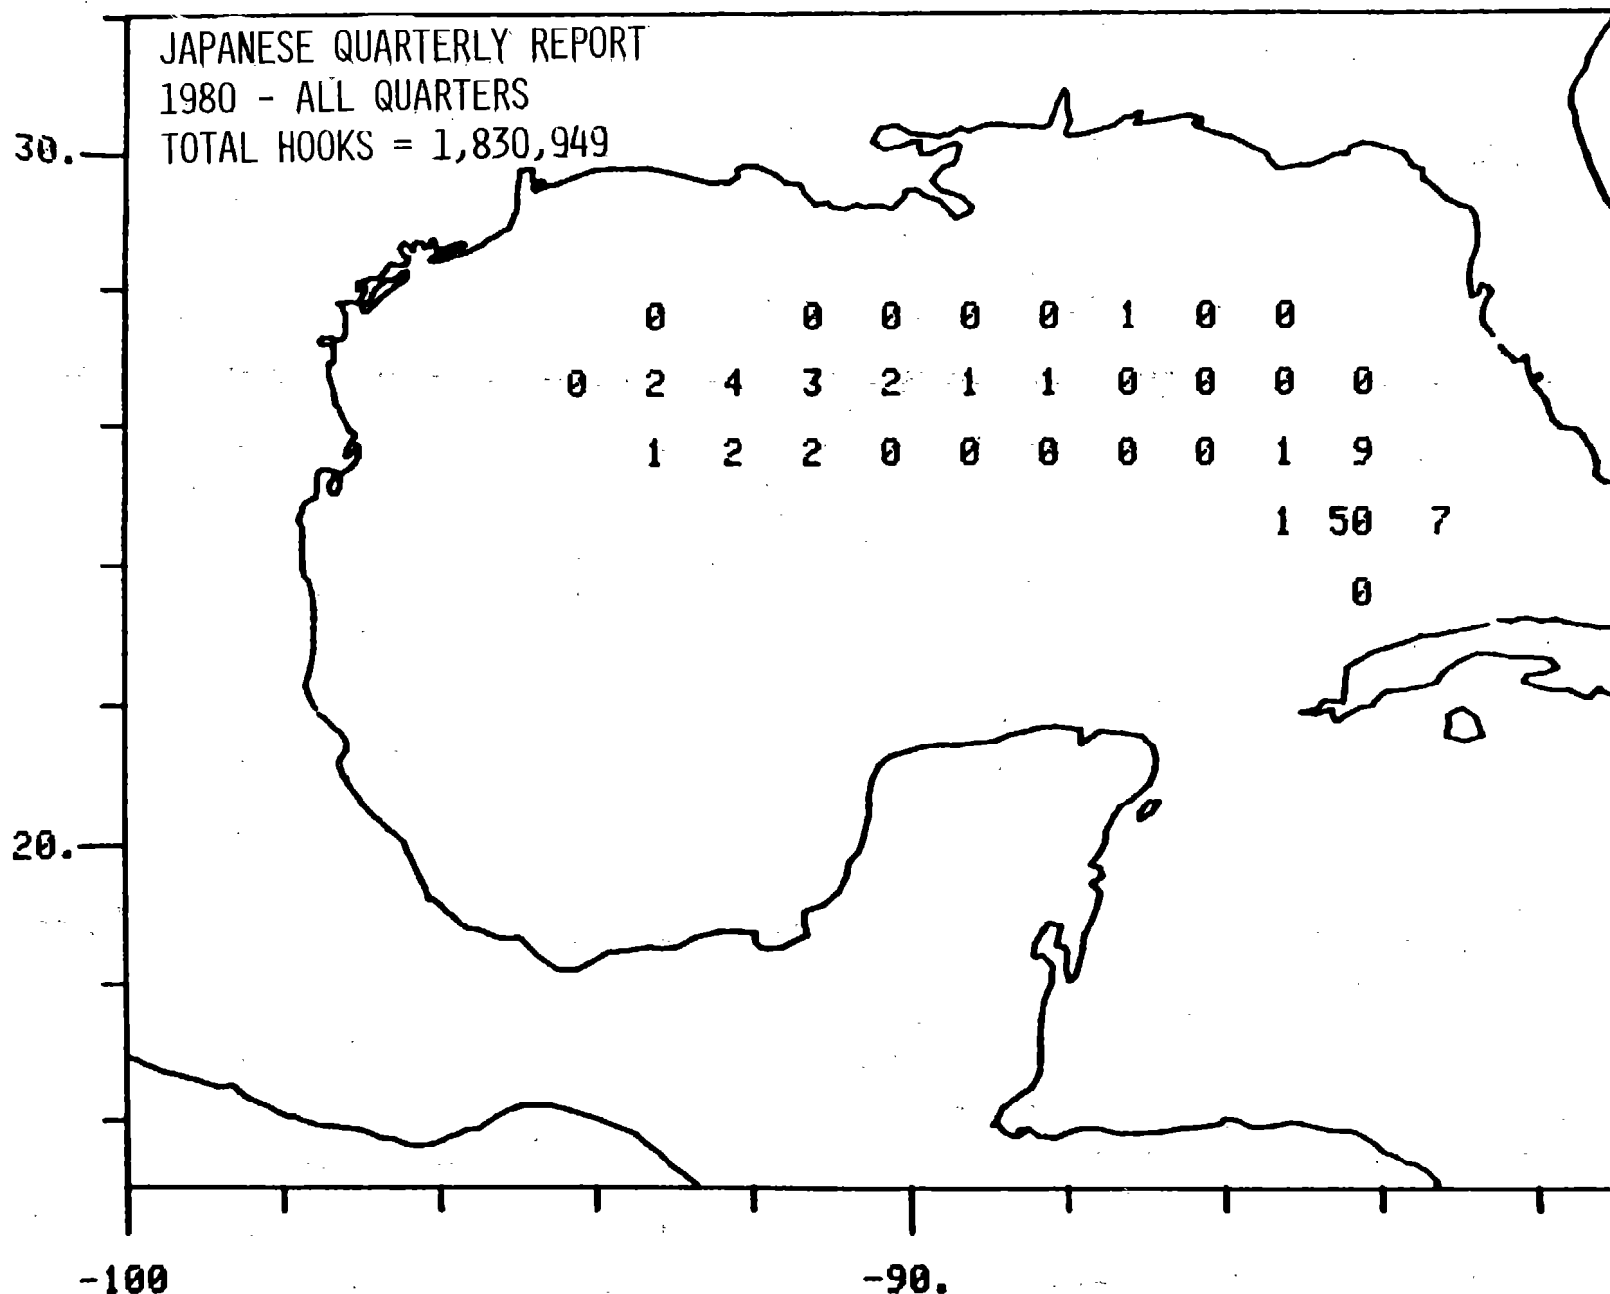 JAPANESE QUARTERLY REPORT
1980 - ALL QUARTERS
TOTAL HOOKS = 1,830,949
30.
0 0 0 0 0 1 0 0
0 2 4 3 2 1 1 0 0 0 0
1 2 2 0 0 0 0 0 1 9
1 50 7
0
20.
-100 -90.